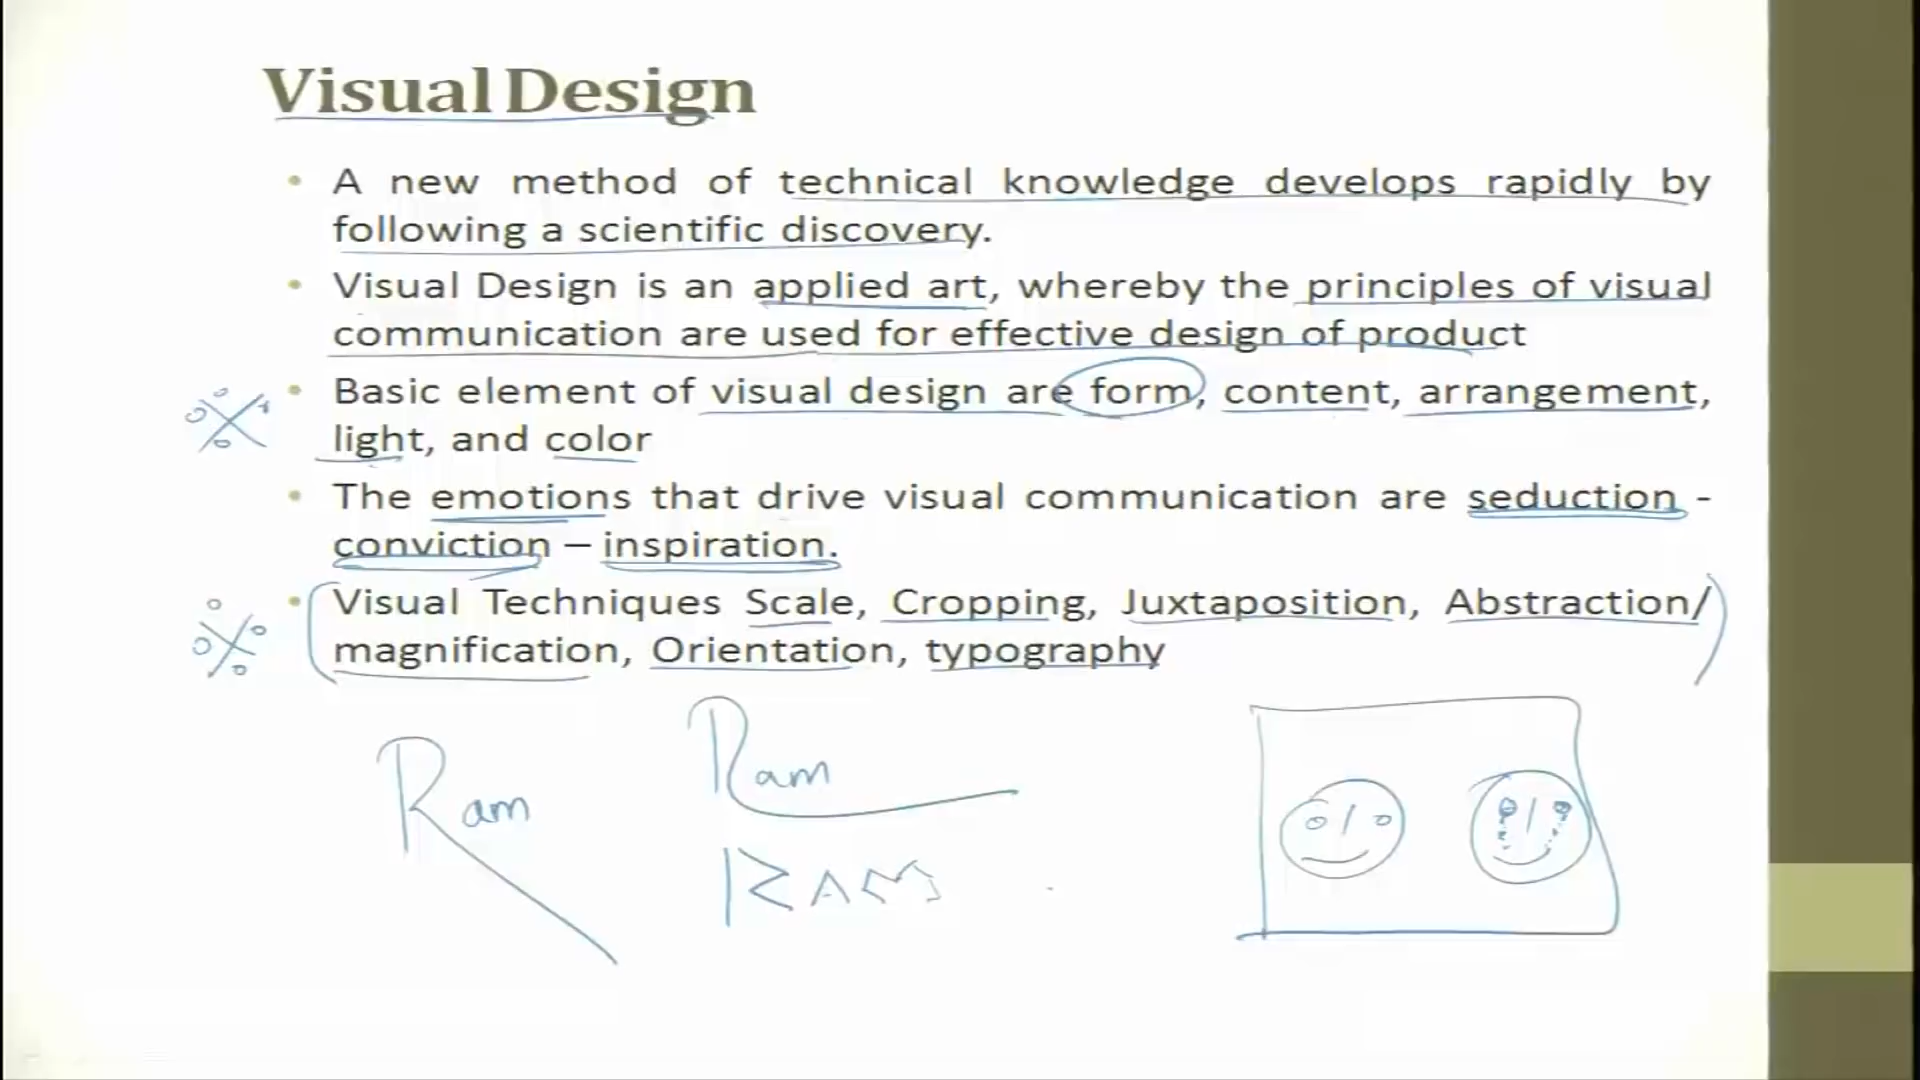 Visual Design
• A new method of technical knowledge develops rapidly by
following a scientific discovery.
• Visual Design is an applied art, whereby the principles of visual
communication are used for effective design of product
• Basic element of visual design are form, content, arrangement,
light, and color
• The emotions that drive visual communication are seduction -
conviction – inspiration.
• Visual Techniques Scale, Cropping, Juxtaposition, Abstraction/
magnification, Orientation, typography
Ram
Ram
RAM